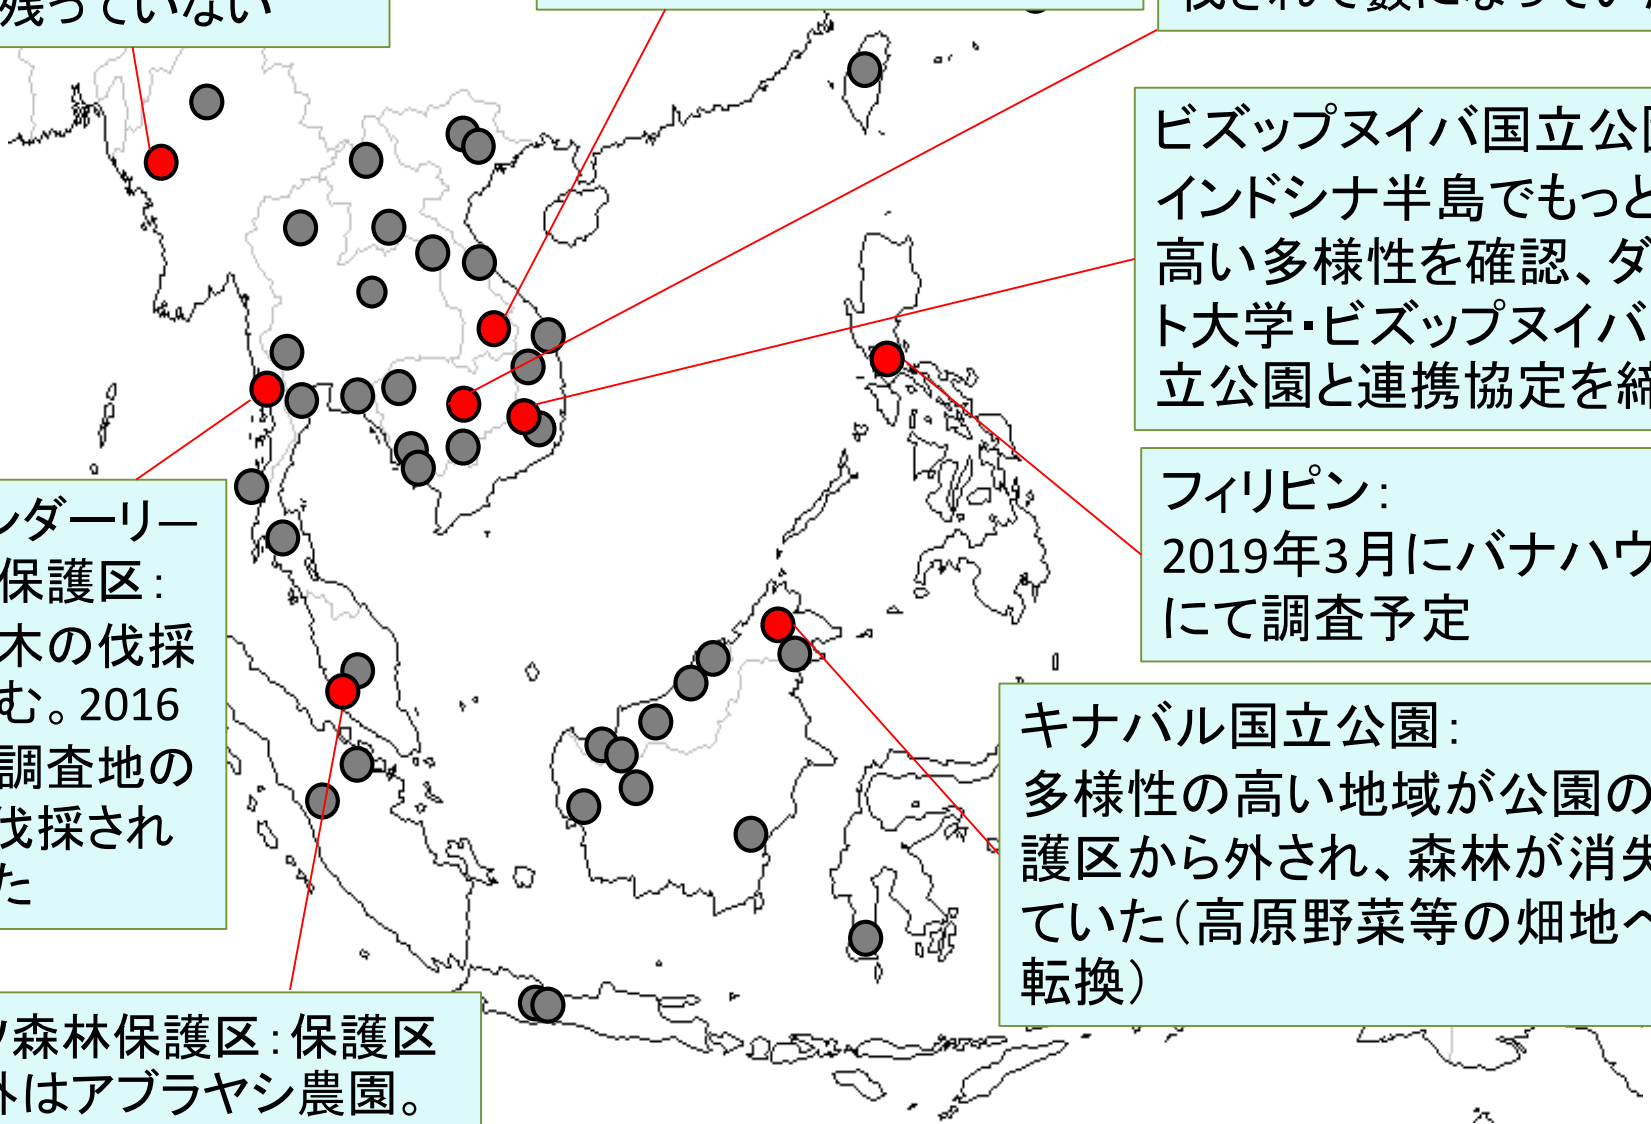 残っていない
ビズップヌイバ国立公
インドシナ半島でもっと
高い多様性を確認、ダ
ト大学・ビズップヌイバ
立公園と連携協定を締
フィリピン:
2019年3月にバナハウ
にて調査予定
ンダーリー
保護区:
木の伐採
む。2016
調査地の
伐採され
た
キナバル国立公園:
多様性の高い地域が公園の
護区から外され、森林が消失
ていた(高原野菜等の畑地へ
転換)
森林保護区:保護区
外はアブラヤシ農園。